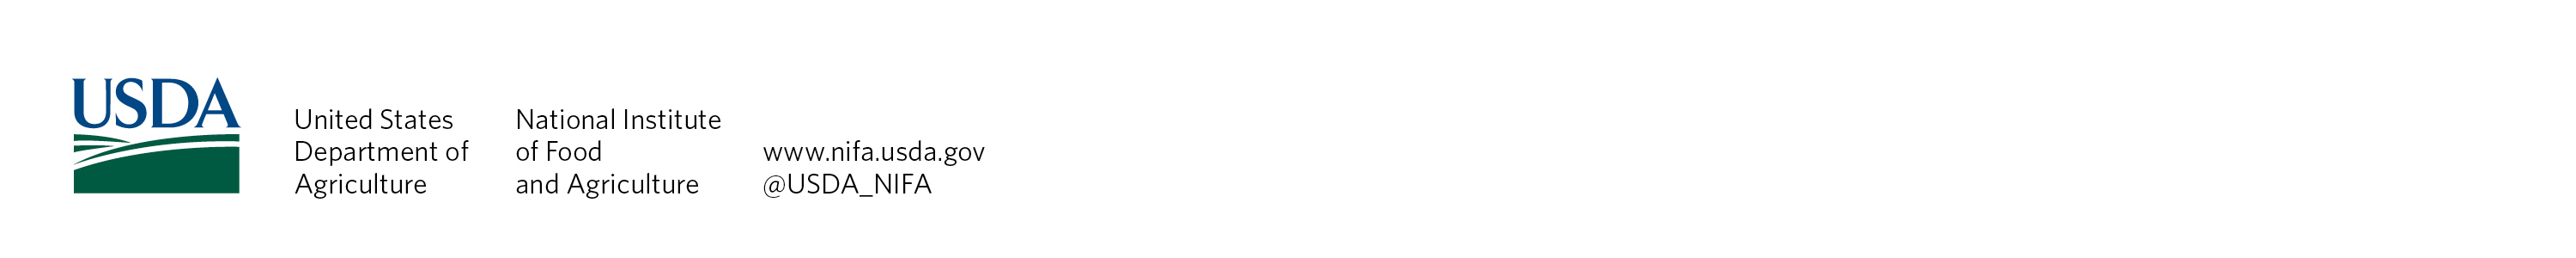 USDA
United States
Department of
Agriculture
National Institute
of Food
and Agriculture
www.nifa.usda.gov
@USDA_NIFA